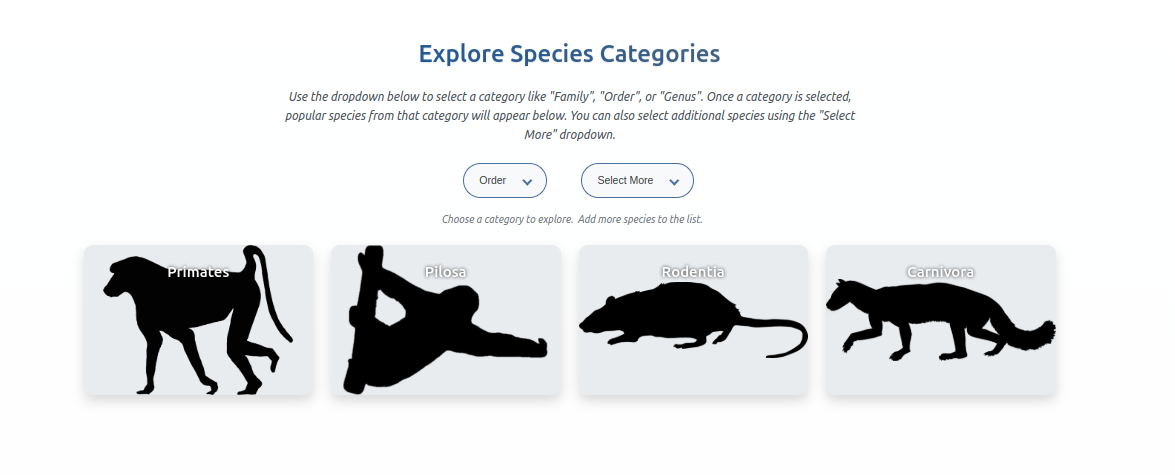 Explore Species Categories
Use the dropdown below to select a category like "Family", "Order", or "Genus". Once a category is selected,
popular species from that category will appear below. You can also select additional species using the "Select
More" dropdown.
Order
Select More
Choose a category to explore. Add more species to the list.
Primates
Pilosa
Rodentia
Carnivora